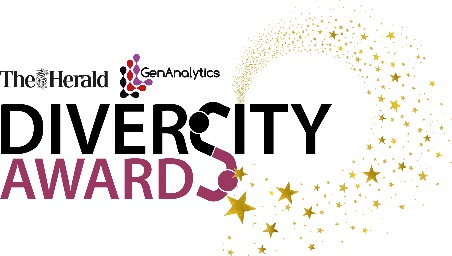 The Herald GenAnalytics
DIVERSITY
AWARDS